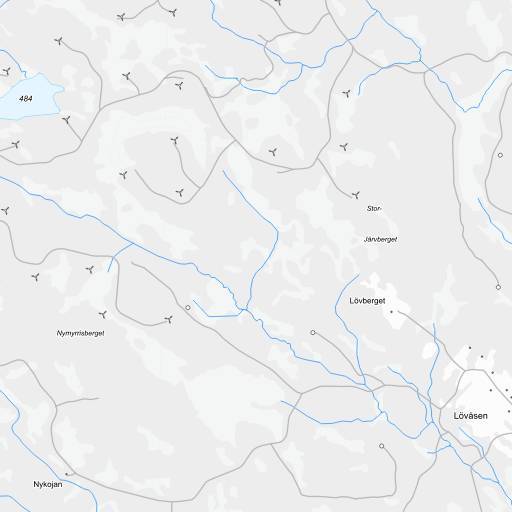 484
Stor-
Järvberget
Lövberget
Nymyrrisberget
Lövåsen
Nykojan